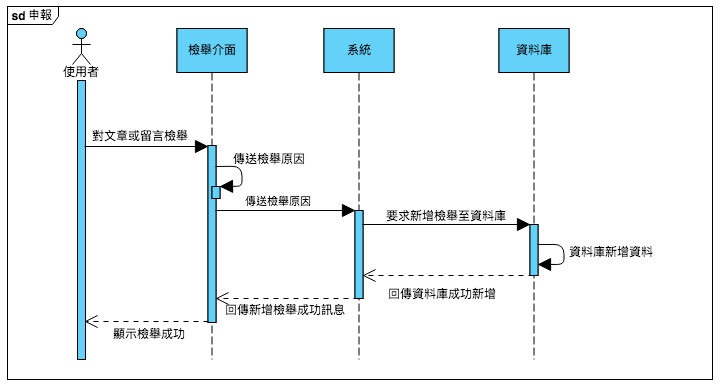 sd 申報
使用者
檢舉介面
系統
資料庫
對文章或留言檢舉
傳送檢舉原因
傳送檢舉原因
要求新增檢舉至資料庫
資料庫新增資料
回傳資料庫成功新增
回傳新增檢舉成功訊息
顯示檢舉成功